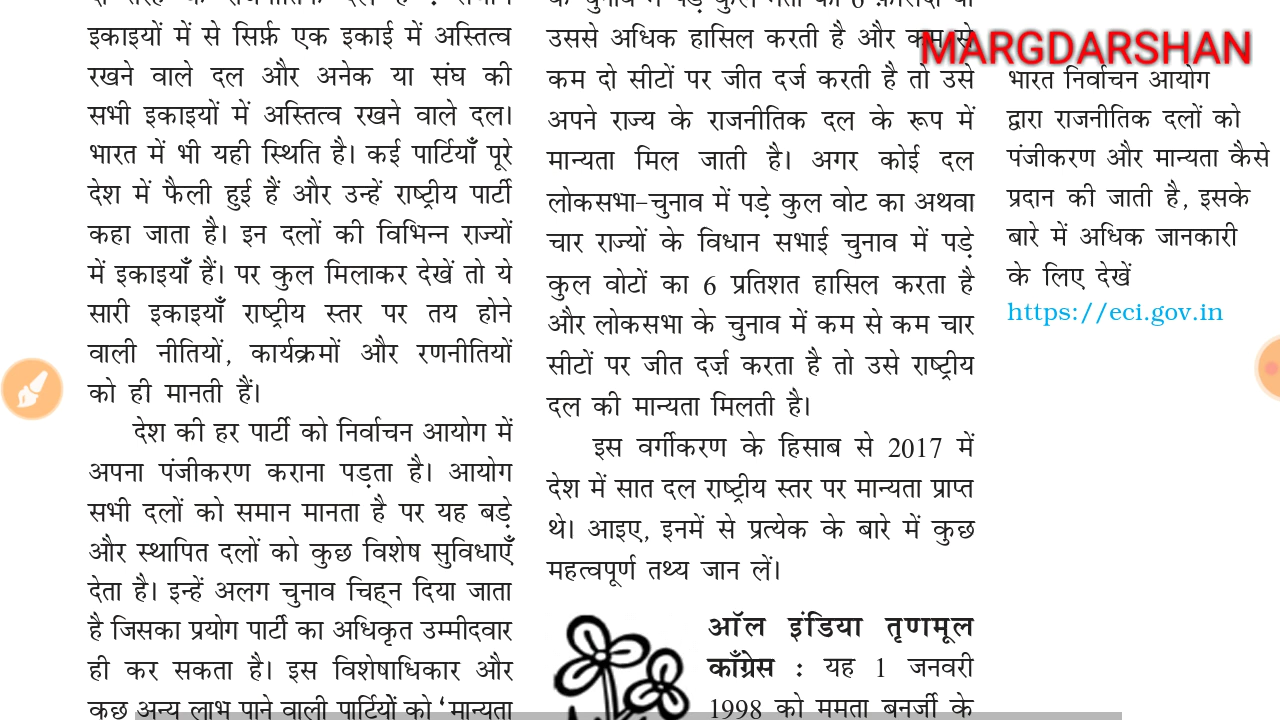 इकाइयों में से सिर्फ़ एक इकाई में अस्तित्व
रखने वाले दल और अनेक या संघ की
सभी इकाइयों में अस्तित्व रखने वाले दल।
भारत में भी यही स्थिति है। कई पार्टियाँ पूरे
देश में फैली हुई हैं और उन्हें राष्ट्रीय पार्टी
कहा जाता है। इन दलों की विभिन्न राज्यों
में इकाइयाँ हैं। पर कुल मिलाकर देखें तो ये
सारी इकाइयाँ राष्ट्रीय स्तर पर तय होने
वाली नीतियों, कार्यक्रमों और रणनीतियों
को ही मानती हैं।
देश की हर पार्टी को निर्वाचन आयोग में
अपना पंजीकरण कराना पड़ता है। आयोग
सभी दलों को समान मानता है पर यह बड़े
और स्थापित दलों को कुछ विशेष सुविधाएँ
देता है। इन्हें अलग चुनाव चिह्न दिया जाता
है जिसका प्रयोग पार्टी का अधिकृत उम्मीदवार
ही कर सकता है। इस विशेषाधिकार और
कुछ अन्य लाभ पाने वाली पार्टियों को ‘मान्यता
उससे अधिक हासिल करती है और कम से
कम दो सीटों पर जीत दर्ज करती है तो उसे
अपने राज्य के राजनीतिक दल के रूप में
मान्यता मिल जाती है। अगर कोई दल
लोकसभा-चुनाव में पड़े कुल वोट का अथवा
चार राज्यों के विधान सभाई चुनाव में पड़े
कुल वोटों का 6 प्रतिशत हासिल करता है
और लोकसभा के चुनाव में कम से कम चार
सीटों पर जीत दर्ज़ करता है तो उसे राष्ट्रीय
दल की मान्यता मिलती है।
इस वर्गीकरण के हिसाब से 2017 में
देश में सात दल राष्ट्रीय स्तर पर मान्यता प्राप्त
थे। आइए, इनमें से प्रत्येक के बारे में कुछ
महत्वपूर्ण तथ्य जान लें।
ऑल इंडिया तृणमूल
काँग्रेस : यह 1 जनवरी
1998 को ममता बनर्जी के
MARGDARSHAN
भारत निर्वाचन आयोग
द्वारा राजनीतिक दलों को
पंजीकरण और मान्यता कैसे
प्रदान की जाती है, इसके
बारे में अधिक जानकारी
के लिए देखें
https://eci.gov.in